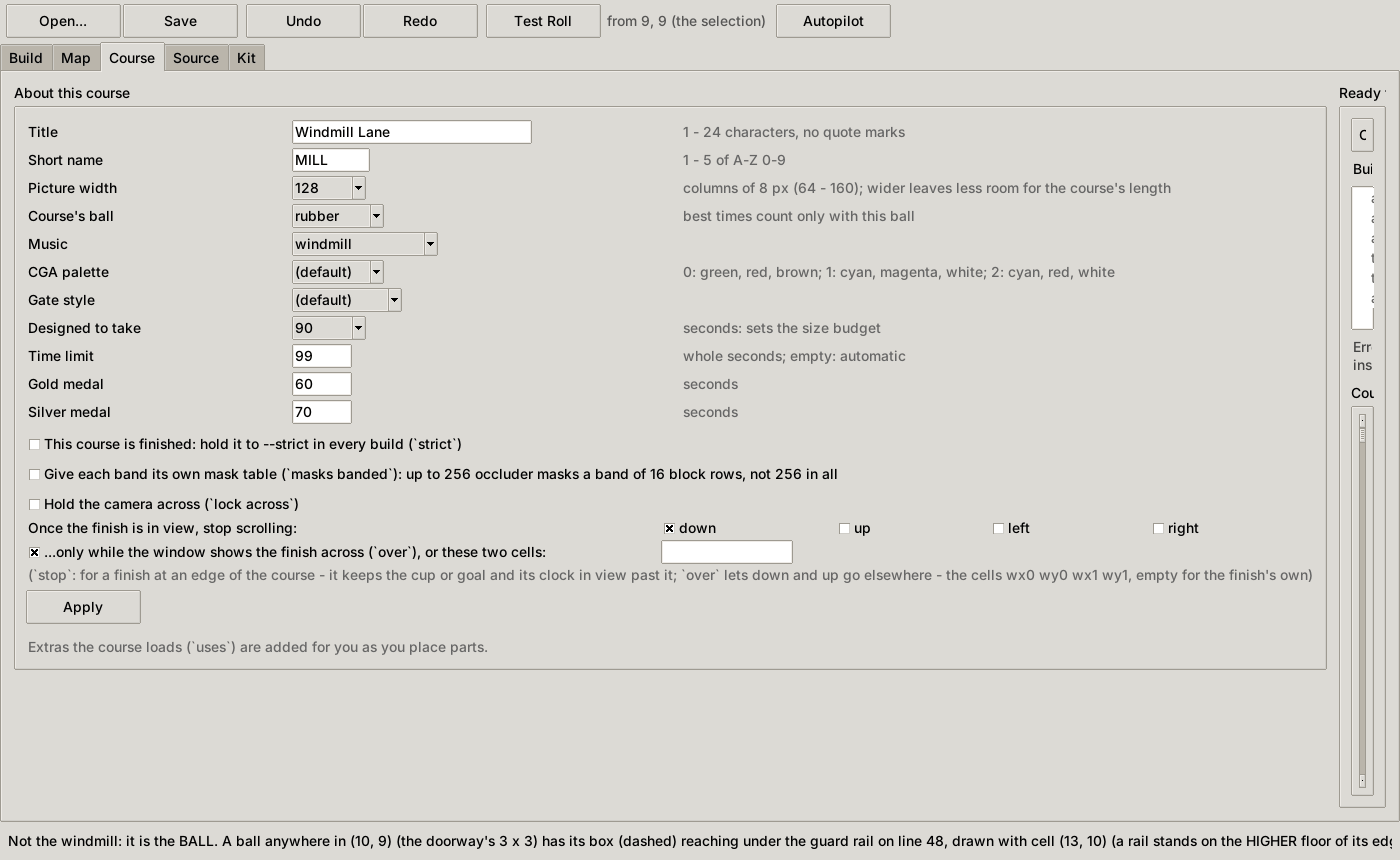 Open... Save Undo Redo Test Roll from 9, 9 (the selection) Autopilot
Build Map Course Source Kit
About this course
Title Windmill Lane 1 - 24 characters, no quote marks
Short name MILL 1 - 5 of A-Z 0-9
Picture width 128 columns of 8 px (64 - 160); wider leaves less room for the course's length
Course's ball rubber best times count only with this ball
Music windmill
CGA palette (default) 0: green, red, brown; 1: cyan, magenta, white; 2: cyan, red, white
Gate style (default)
Designed to take 90 seconds: sets the size budget
Time limit 99 whole seconds; empty: automatic
Gold medal 60 seconds
Silver medal 70 seconds
This course is finished: hold it to --strict in every build (`strict`)
Give each band its own mask table (`masks banded`): up to 256 occluder masks a band of 16 block rows, not 256 in all
Hold the camera across (`lock across`)
Once the finish is in view, stop scrolling: down up left right
...only while the window shows the finish across (`over`), or these two cells:
(`stop`: for a finish at an edge of the course - it keeps the cup or goal and its clock in view past it; `over` lets down and up go elsewhere - the cells wx0 wy0 wx1 wy1, empty for the finish's own)
Apply
Extras the course loads (`uses`) are added for you as you place parts.
Ready
Bui
Err
ins
Cou
Not the windmill: it is the BALL. A ball anywhere in (10, 9) (the doorway's 3 x 3) has its box (dashed) reaching under the guard rail on line 48, drawn with cell (13, 10) (a rail stands on the HIGHER floor of its